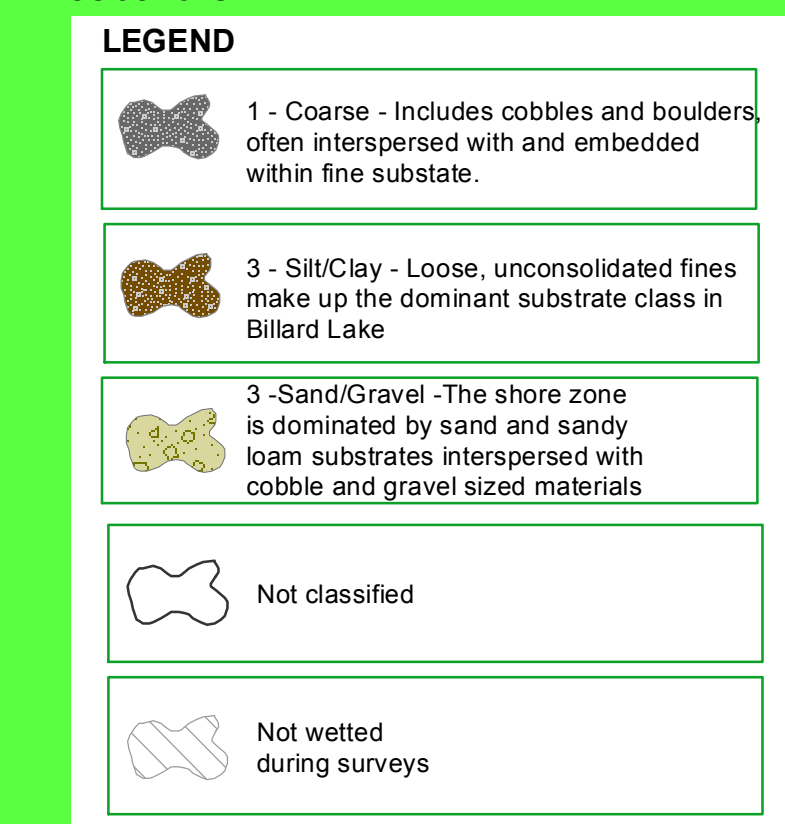 LEGEND
1 - Coarse - Includes cobbles and boulders,
often interspersed with and embedded
within fine substate.
3 - Silt/Clay - Loose, unconsolidated fines
make up the dominant substrate class in
Billard Lake
3 -Sand/Gravel -The shore zone
is dominated by sand and sandy
loam substrates interspersed with
cobble and gravel sized materials
Not classified
Not wetted
during surveys